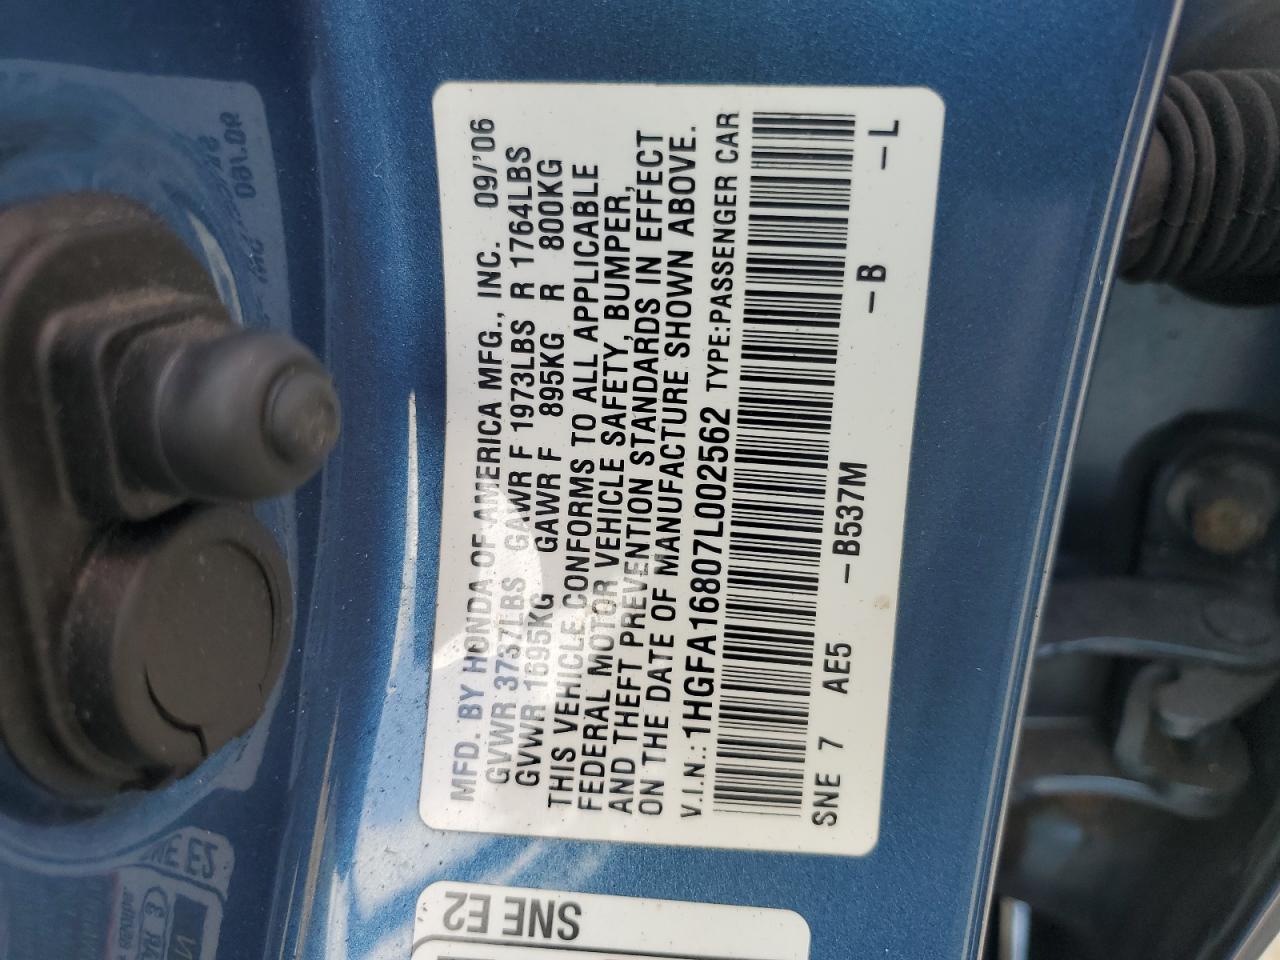 MFD. BY HONDA OF AMERICA MFG., INC. 09/'06
GVWR 3737LBS GAWR F 1973LBS R 1764LBS
GVWR 1695KG GAWR F 895KG R 800KG
THIS VEHICLE CONFORMS TO ALL APPLICABLE
FEDERAL MOTOR VEHICLE SAFETY, BUMPER,
AND THEFT PREVENTION STANDARDS IN EFFECT
ON THE DATE OF MANUFACTURE SHOWN ABOVE.
V.I.N.: 1HGFA16807L002562 TYPE:PASSENGER CAR
SNE 7 AE5 –B537M –B –L
SNE E2